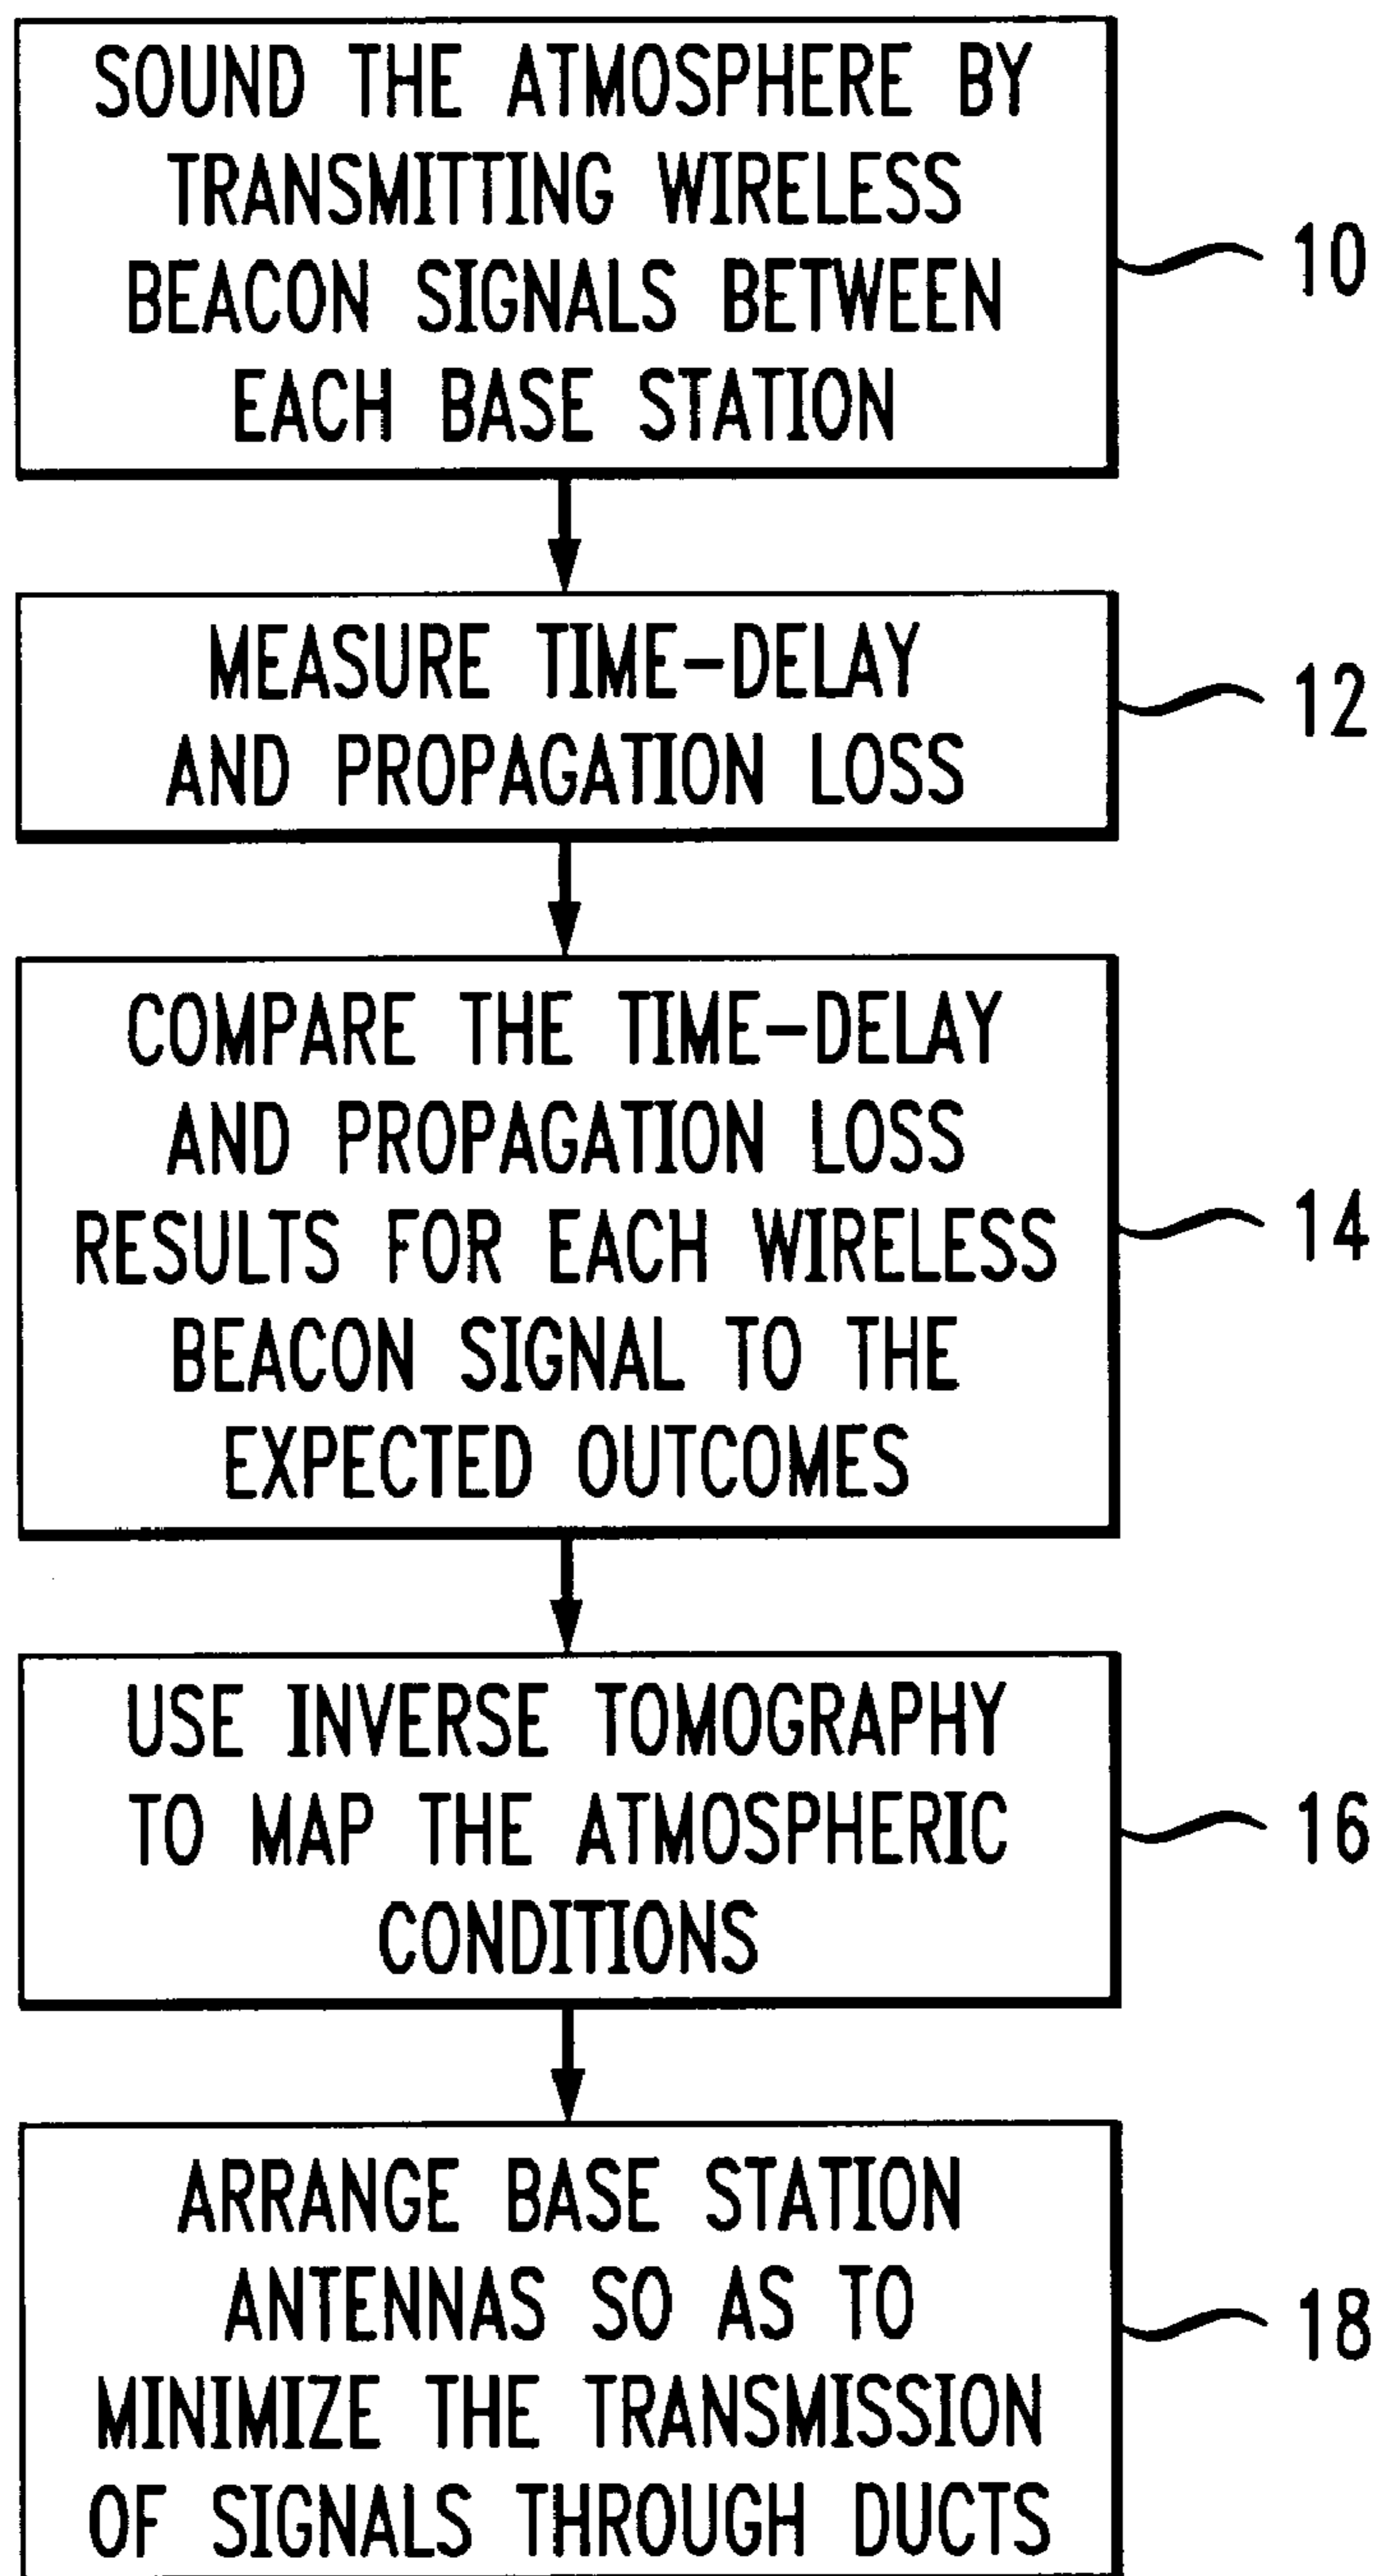 SOUND THE ATMOSPHERE BY
TRANSMITTING WIRELESS
BEACON SIGNALS BETWEEN
EACH BASE STATION
10
MEASURE TIME-DELAY
AND PROPAGATION LOSS
12
COMPARE THE TIME-DELAY
AND PROPAGATION LOSS
RESULTS FOR EACH WIRELESS
BEACON SIGNAL TO THE
EXPECTED OUTCOMES
14
USE INVERSE TOMOGRAPHY
TO MAP THE ATMOSPHERIC
CONDITIONS
16
ARRANGE BASE STATION
ANTENNAS SO AS TO
MINIMIZE THE TRANSMISSION
OF SIGNALS THROUGH DUCTS
18